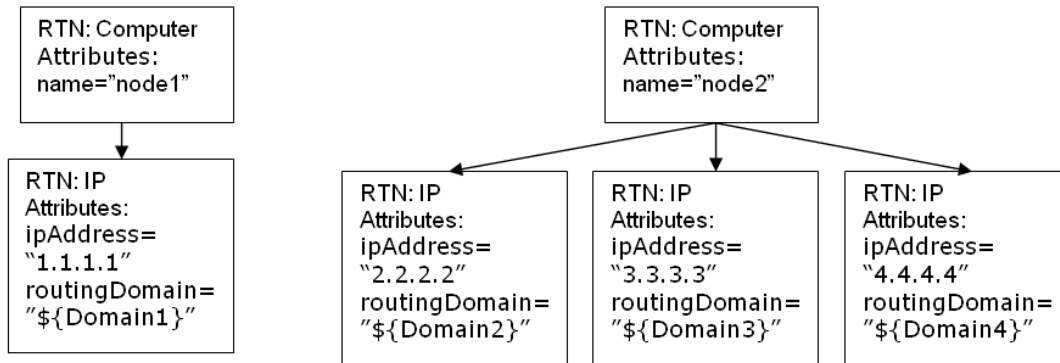 RTN: Computer
Attributes:
name=”node1”
RTN: Computer
Attributes:
name=”node2”
RTN: IP
Attributes:
ipAddress=
“1.1.1.1”
routingDomain=
”${Domain1}”
RTN: IP
Attributes:
ipAddress=
“2.2.2.2”
routingDomain=
”${Domain2}”
RTN: IP
Attributes:
ipAddress=
“3.3.3.3”
routingDomain=
”${Domain3}”
RTN: IP
Attributes:
ipAddress=
“4.4.4.4”
routingDomain=
”${Domain4}”